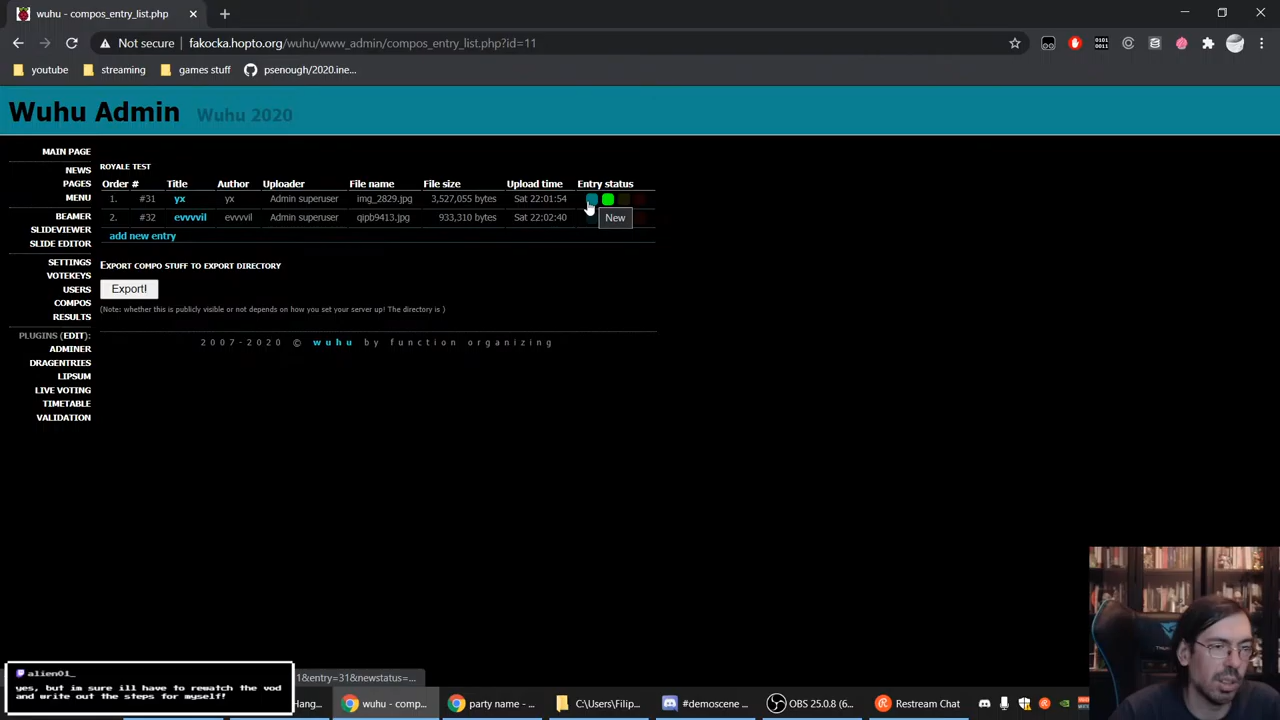 wuhu - compos_entry_list.php
Not secure
fakocka.hopto.org/wuhu/www_admin/compos_entry_list.php?id=11
0101
0011
youtube
streaming
games stuff
psenough/2020.ine...
Wuhu Admin
Wuhu 2020
MAIN PAGE
NEWS
PAGES
MENU
BEAMER
SLIDEVIEWER
SLIDE EDITOR
SETTINGS
VOTEKEYS
USERS
COMPOS
RESULTS
PLUGINS (EDIT):
ADMINER
DRAGENTRIES
LIPSUM
LIVE VOTING
TIMETABLE
VALIDATION
ROYALE TEST
Order # Title Author Uploader File name File size Upload time Entry status
1. #31 yx yx Admin superuser img_2829.jpg 3,527,055 bytes Sat 22:01:54
2. #32 evvvvil evvvvil Admin superuser qipb9413.jpg 933,310 bytes Sat 22:02:40
New
add new entry
EXPORT COMPO STUFF TO EXPORT DIRECTORY
Export!
(Note: whether this is publicly visible or not depends on how you set your server up! The directory is )
2007-2020 © wuhu by function organizing
alien01_
yes, but im sure ill have to rewatch the vod
and write out the steps for myself!
1&entry=31&newstatus=...
Hang...
wuhu - comp...
party name - ...
C:\Users\Filip...
#demoscene ...
OBS 25.0.8 (6...
Restream Chat